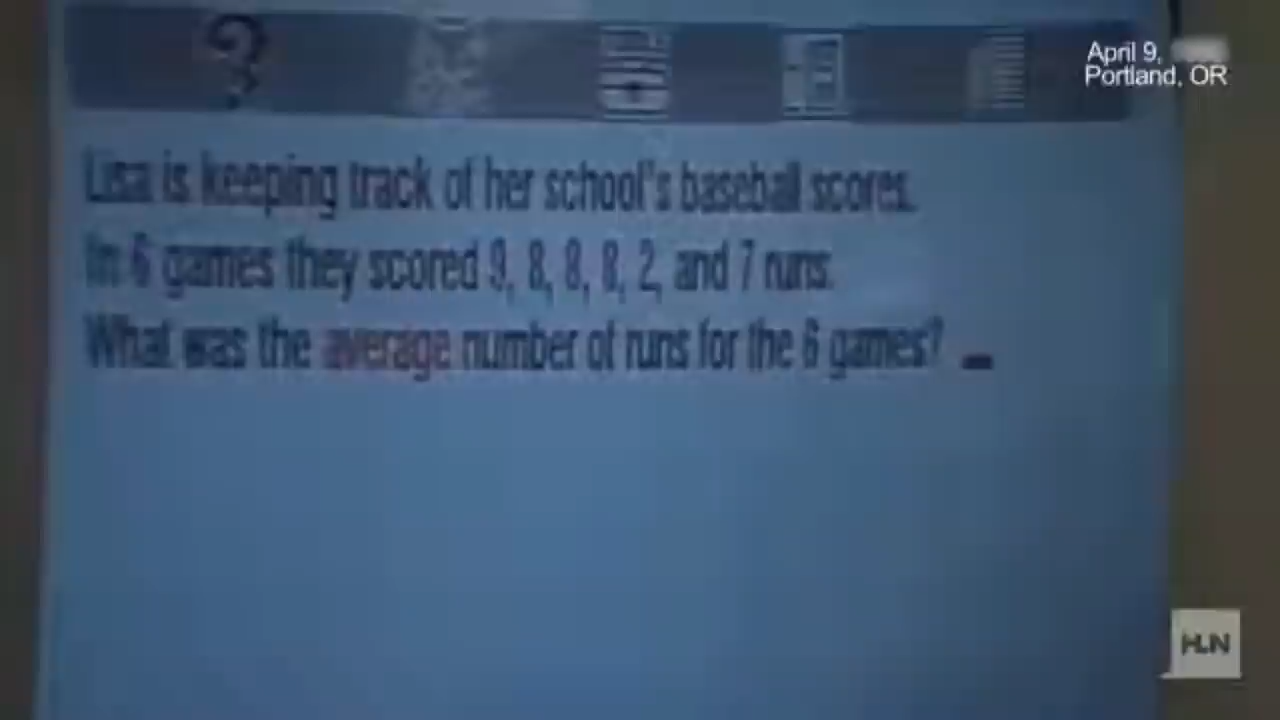 April 9,
Portland, OR
Lisa is keeping track of her school's baseball scores.
In 6 games they scored 9, 8, 8, 8, 2, and 7 runs.
What was the average number of runs for the 6 games?
HLN